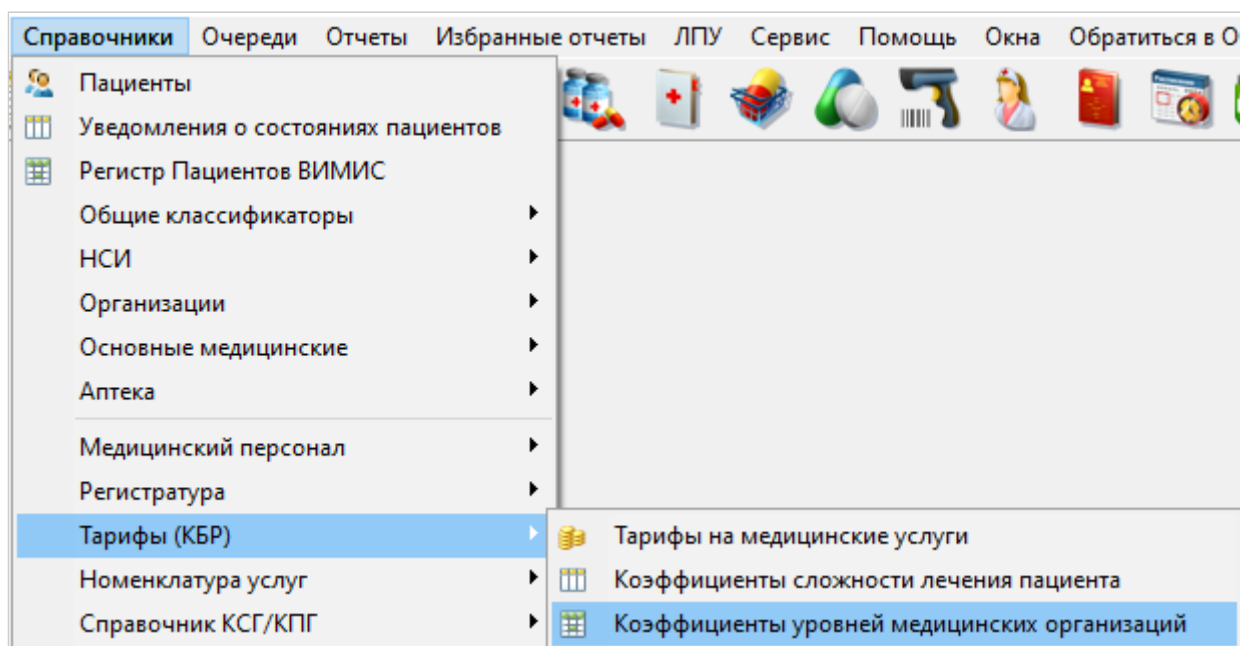 Справочники Очереди Отчеты Избранные отчеты ЛПУ Сервис Помощь Окна Обратиться в О
Пациенты
Уведомления о состояниях пациентов
Регистр Пациентов ВИМИС
Общие классификаторы
НСИ
Организации
Основные медицинские
Аптека
Медицинский персонал
Регистратура
Тарифы (КБР)
Тарифы на медицинские услуги
Номенклатура услуг
Коэффициенты сложности лечения пациента
Справочник КСГ/КПГ
Коэффициенты уровней медицинских организаций